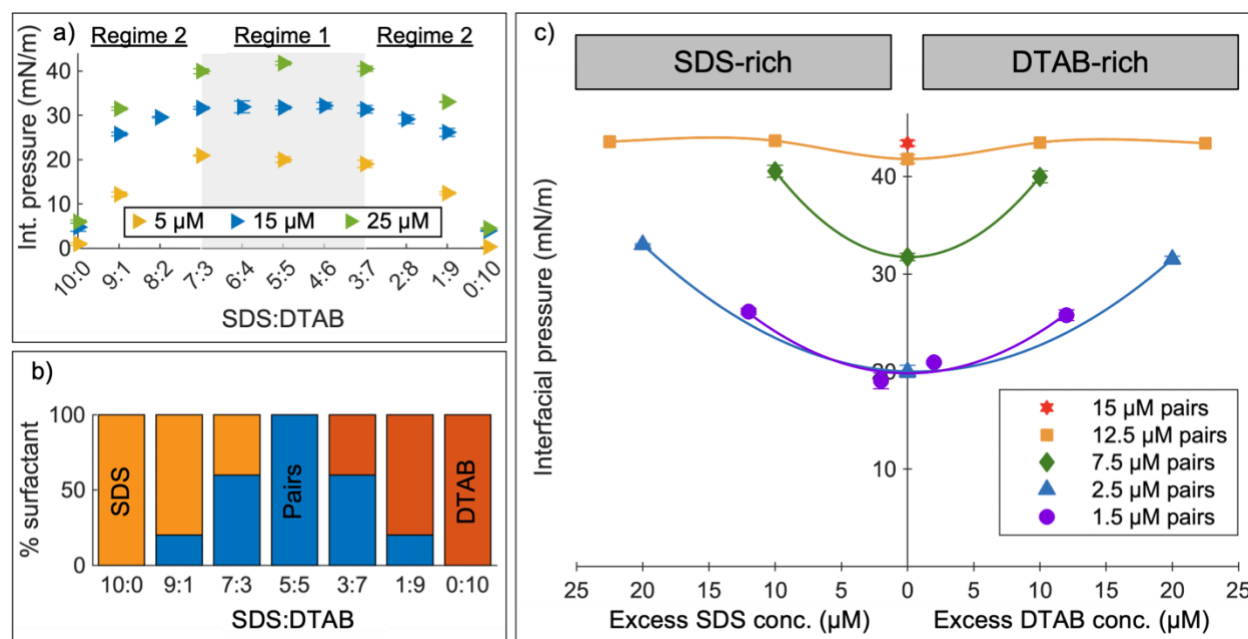 a)
Regime 2 Regime 1 Regime 2
Int. pressure (mN/m)
40
30
20
10
0
5 μM 15 μM 25 μM
10:0 9:1 8:2 7:3 6:4 5:5 4:6 3:7 2:8 1:9 0:10
SDS:DTAB
b)
% surfactant
100
50
0
SDS Pairs DTAB
10:0 9:1 7:3 5:5 3:7 1:9 0:10
SDS:DTAB
c)
SDS-rich DTAB-rich
Interfacial pressure (mN/m)
40
30
20
10
15 μM pairs
12.5 μM pairs
7.5 μM pairs
2.5 μM pairs
1.5 μM pairs
25 20 15 10 5 0 5 10 15 20 25
Excess SDS conc. (μM) Excess DTAB conc. (μM)